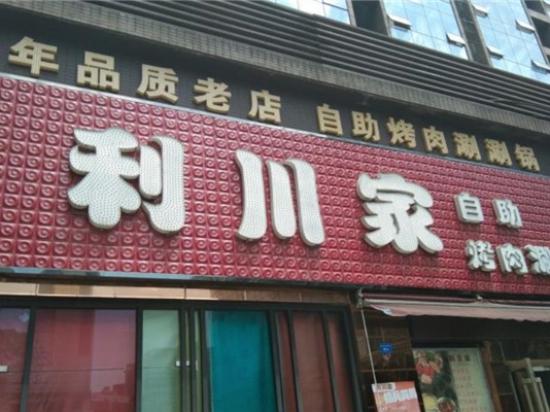 年品质老店 自助烤肉涮涮锅
利川家
自助
烤肉涮